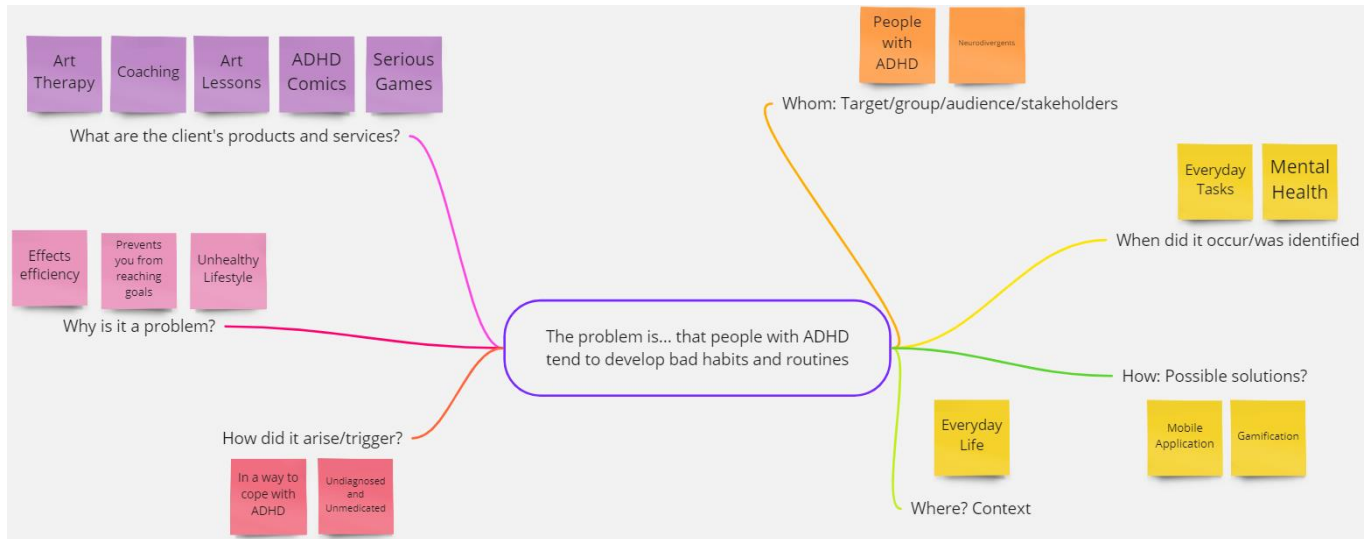 Art
Therapy
Coaching
Art
Lessons
ADHD
Comics
Serious
Games
What are the client's products and services?
Effects
efficiency
Prevents
you from
reaching
goals
Unhealthy
Lifestyle
Why is it a problem?
How did it arise/trigger?
In a way to
cope with
ADHD
Undiagnosed
and
Unmedicated
The problem is... that people with ADHD
tend to develop bad habits and routines
People
with
ADHD
Neurodivergents
Whom: Target/group/audience/stakeholders
Everyday
Tasks
Mental
Health
When did it occur/was identified
How: Possible solutions?
Mobile
Application
Gamification
Everyday
Life
Where? Context